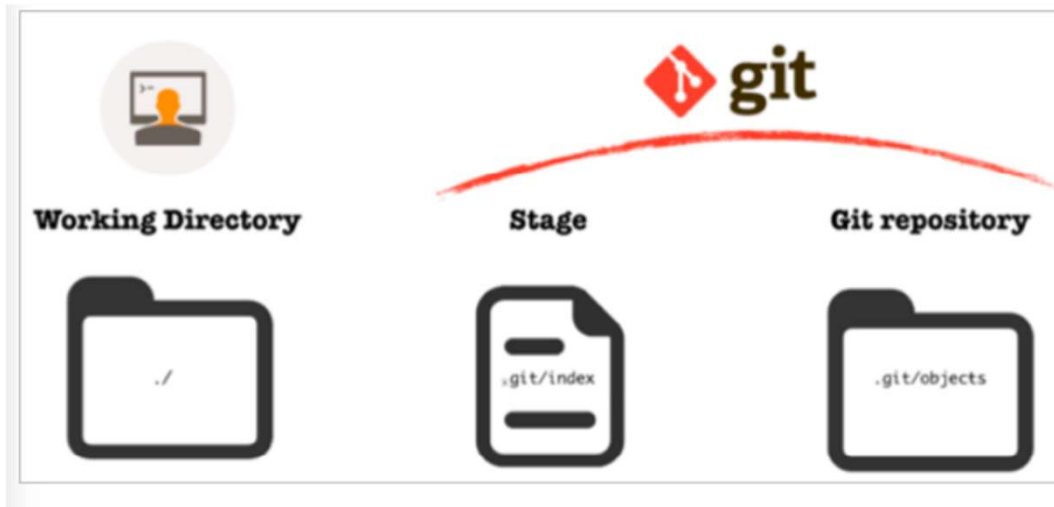 >-
git
Working Directory
Stage
Git repository
./
.git/index
.git/objects